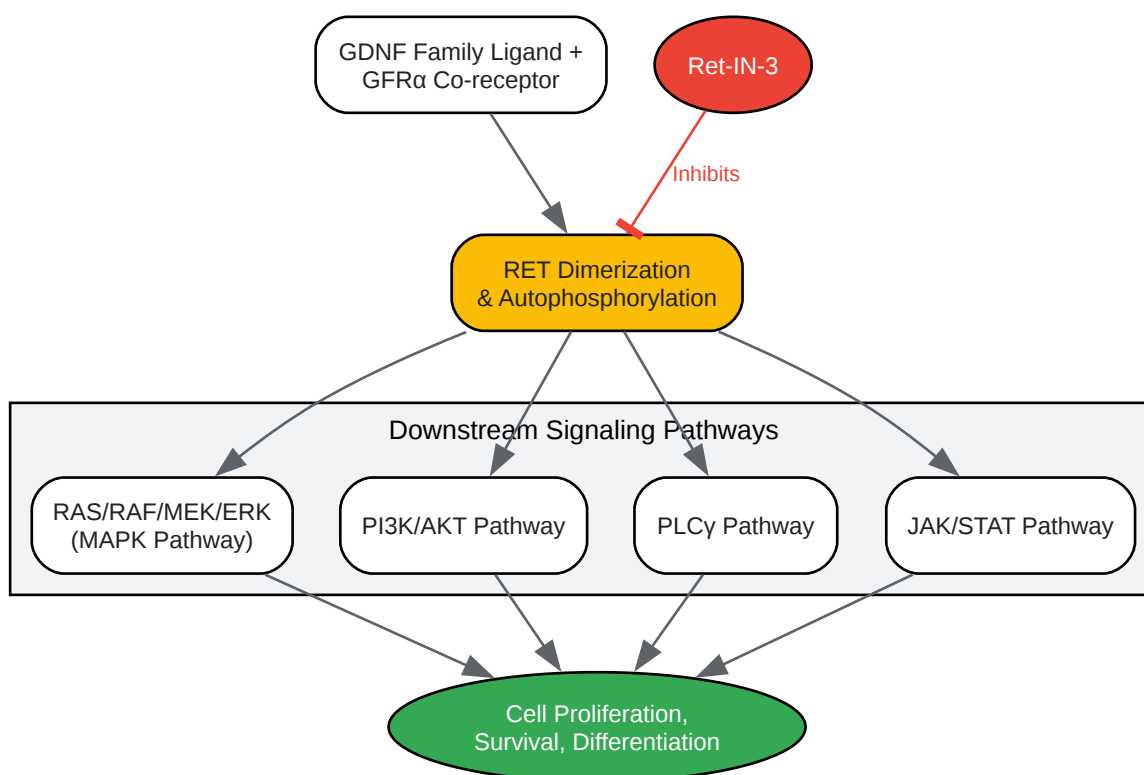 GDNF Family Ligand +
GFRα Co-receptor
Ret-IN-3
Inhibits
RET Dimerization
& Autophosphorylation
Downstream Signaling Pathways
RAS/RAF/MEK/ERK
(MAPK Pathway)
PI3K/AKT Pathway
PLCγ Pathway
JAK/STAT Pathway
Cell Proliferation,
Survival, Differentiation